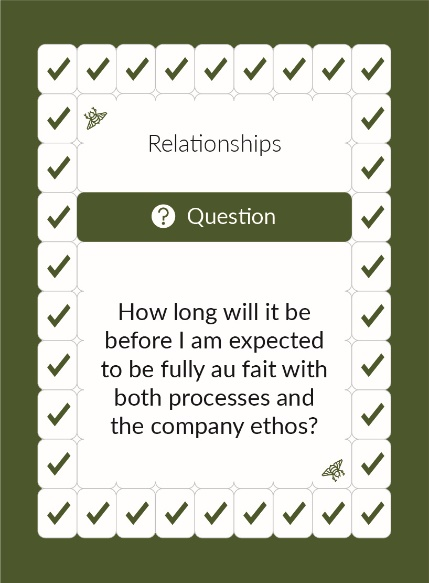 Relationships
? Question
How long will it be
before I am expected
to be fully au fait with
both processes and
the company ethos?